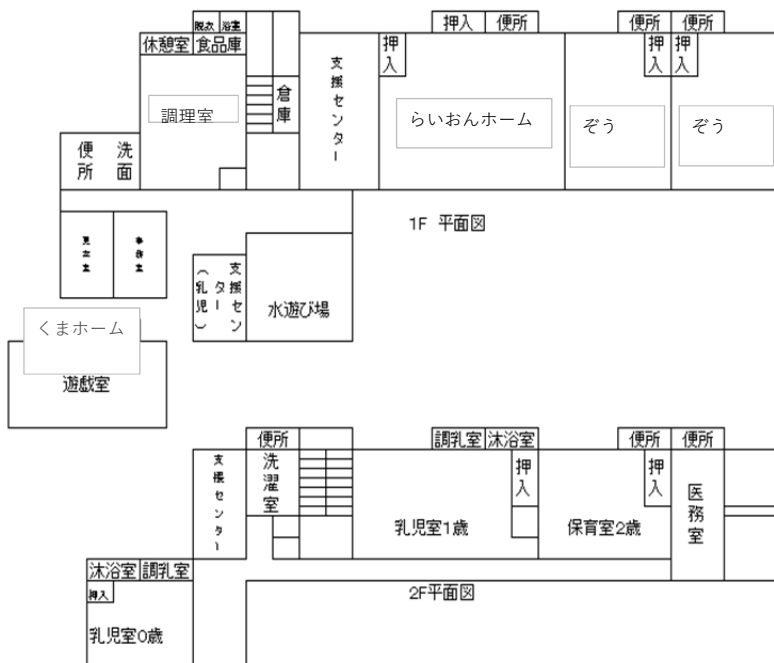 脱衣 浴室
休憩室 食品庫
調理室
倉庫
支援センター
押入 便所
押入
らいおんホーム
便所 便所
押入 押入
ぞう ぞう
便所 洗面
更衣室 事務室
1F 平面図
支援センター(乳児)
水遊び場
くまホーム
遊戯室
便所
支援センター
洗濯室
調乳室 沐浴室
押入
乳児室1歳
便所 便所
押入
保育室2歳
医務室
沐浴室 調乳室
押入
乳児室0歳
2F平面図